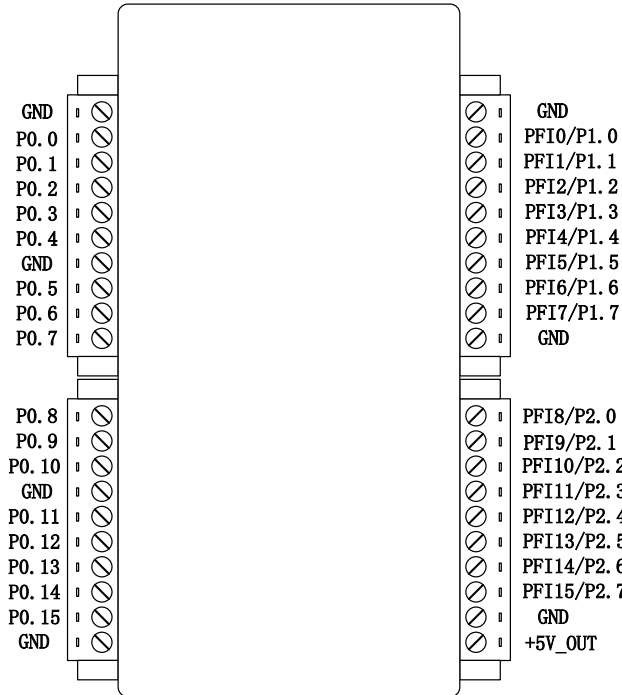 GND
P0.0
P0.1
P0.2
P0.3
P0.4
GND
P0.5
P0.6
P0.7
P0.8
P0.9
P0.10
GND
P0.11
P0.12
P0.13
P0.14
P0.15
GND
GND
PFI0/P1.0
PFI1/P1.1
PFI2/P1.2
PFI3/P1.3
PFI4/P1.4
PFI5/P1.5
PFI6/P1.6
PFI7/P1.7
GND
PFI8/P2.0
PFI9/P2.1
PFI10/P2.2
PFI11/P2.3
PFI12/P2.4
PFI13/P2.5
PFI14/P2.6
PFI15/P2.7
GND
+5V_OUT